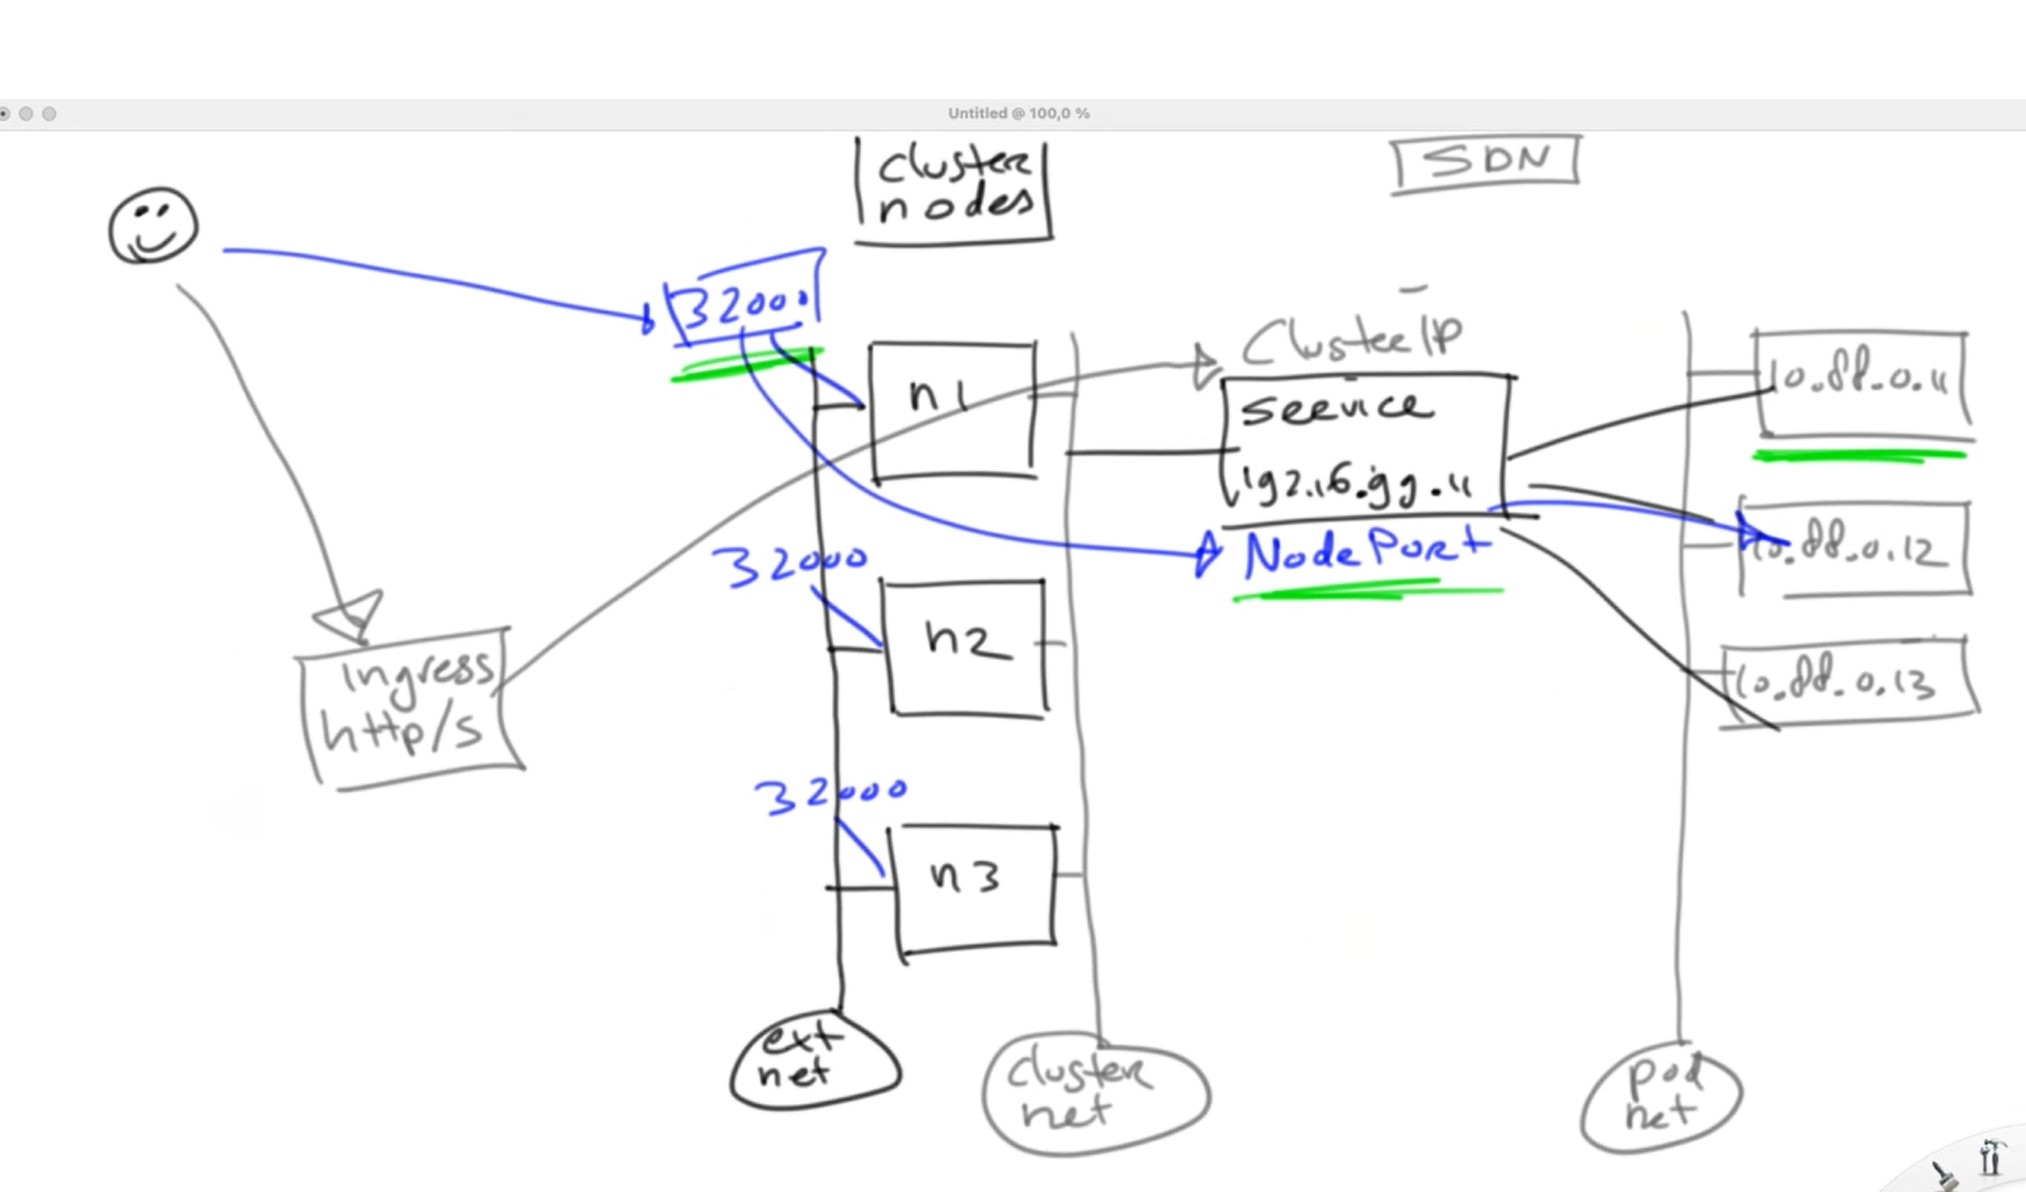 Untitled @ 100,0 %
cluster
nodes
SDN
32000
ClusterIP
n1
service
192.16.99.11
10.88.0.11
NodePort
10.88.0.12
32000
n2
Ingress
http/s
10.88.0.13
32000
n3
ext
net
cluster
net
pod
net